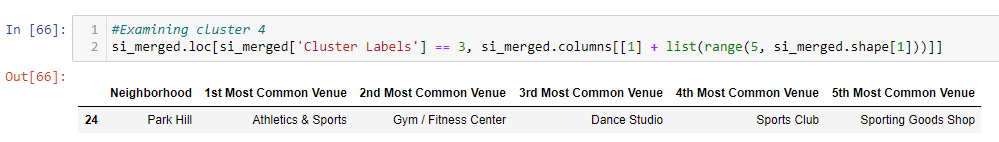 In [66]:
1 #Examining cluster 4
2 si_merged.loc[si_merged['Cluster Labels'] == 3, si_merged.columns[[1] + list(range(5, si_merged.shape[1]))]]
Out[66]:
Neighborhood 1st Most Common Venue 2nd Most Common Venue 3rd Most Common Venue 4th Most Common Venue 5th Most Common Venue
24 Park Hill Athletics & Sports Gym / Fitness Center Dance Studio Sports Club Sporting Goods Shop